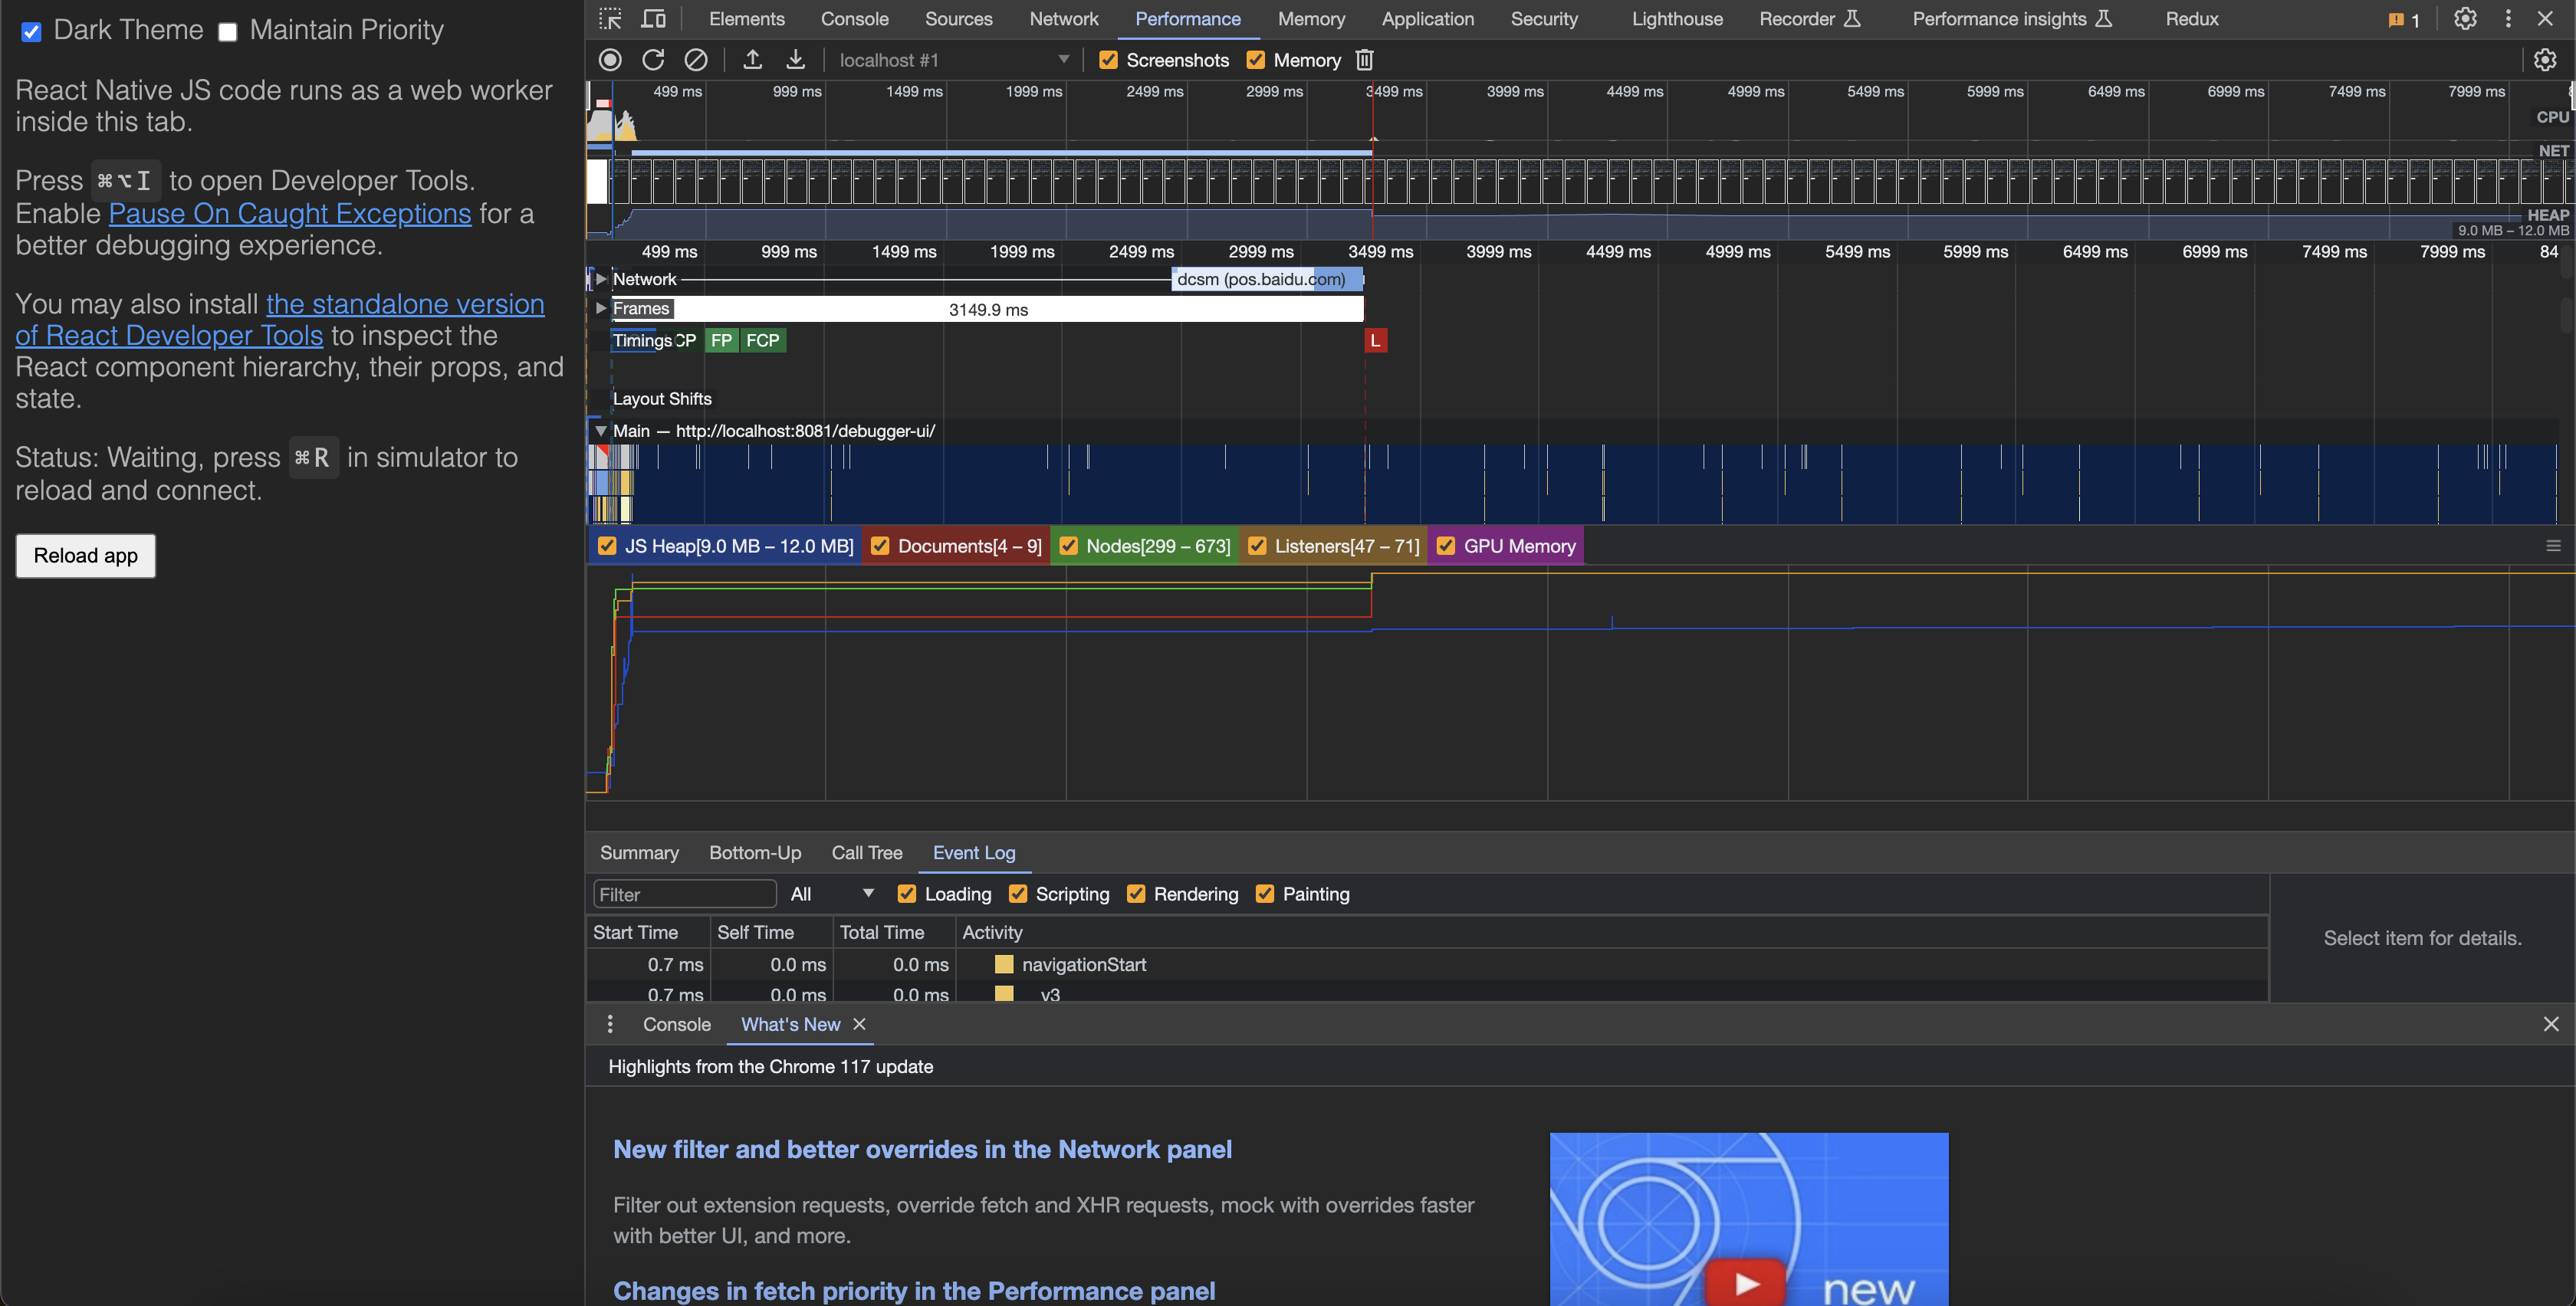 Dark Theme Maintain Priority
React Native JS code runs as a web worker
inside this tab.
Press ⌘⌥I to open Developer Tools.
Enable Pause On Caught Exceptions for a
better debugging experience.
You may also install the standalone version
of React Developer Tools to inspect the
React component hierarchy, their props, and
state.
Status: Waiting, press ⌘R in simulator to
reload and connect.
Reload app
Elements Console Sources Network Performance Memory Application Security Lighthouse Recorder Performance insights Redux 1
localhost #1 Screenshots Memory
499 ms 999 ms 1499 ms 1999 ms 2499 ms 2999 ms 3499 ms 3999 ms 4499 ms 4999 ms 5499 ms 5999 ms 6499 ms 6999 ms 7499 ms 7999 ms
CPU
NET
HEAP
9.0 MB – 12.0 MB
499 ms 999 ms 1499 ms 1999 ms 2499 ms 2999 ms 3499 ms 3999 ms 4499 ms 4999 ms 5499 ms 5999 ms 6499 ms 6999 ms 7499 ms 7999 ms 84
Network dcsm (pos.baidu.com)
Frames 3149.9 ms
Timings CP FP FCP L
Layout Shifts
Main — http://localhost:8081/debugger-ui/
JS Heap[9.0 MB – 12.0 MB] Documents[4 – 9] Nodes[299 – 673] Listeners[47 – 71] GPU Memory
Summary Bottom-Up Call Tree Event Log
Filter All Loading Scripting Rendering Painting
Start Time Self Time Total Time Activity
0.7 ms 0.0 ms 0.0 ms navigationStart
0.7 ms 0.0 ms 0.0 ms v3
Select item for details.
Console What's New
Highlights from the Chrome 117 update
New filter and better overrides in the Network panel
Filter out extension requests, override fetch and XHR requests, mock with overrides faster
with better UI, and more.
Changes in fetch priority in the Performance panel
new